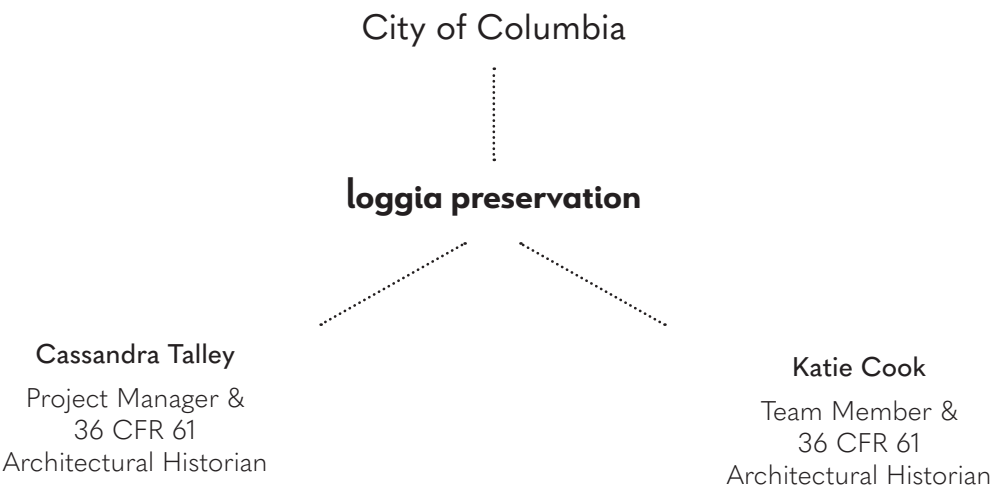 City of Columbia
loggia preservation
Cassandra Talley
Project Manager &
36 CFR 61
Architectural Historian
Katie Cook
Team Member &
36 CFR 61
Architectural Historian